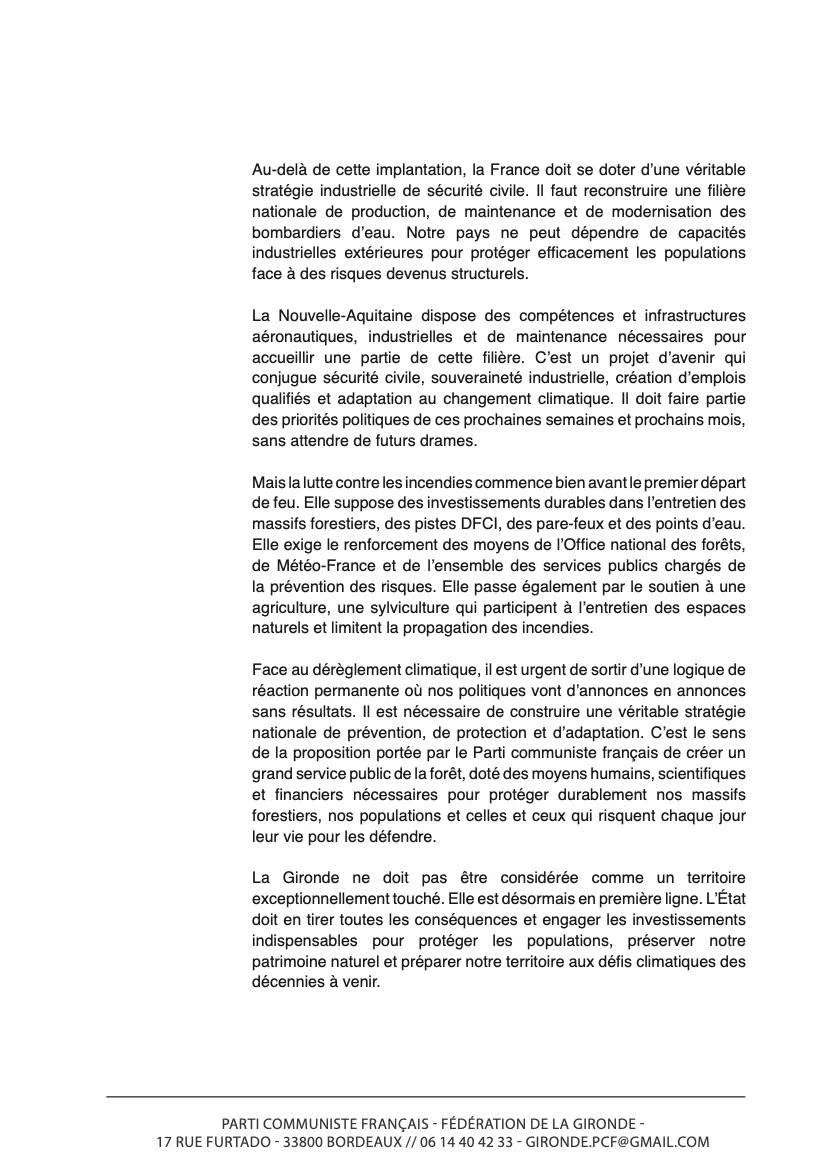 Au-delà de cette implantation, la France doit se doter d’une véritable
stratégie industrielle de sécurité civile. Il faut reconstruire une filière
nationale de production, de maintenance et de modernisation des
bombardiers d’eau. Notre pays ne peut dépendre de capacités
industrielles extérieures pour protéger efficacement les populations
face à des risques devenus structurels.
La Nouvelle-Aquitaine dispose des compétences et infrastructures
aéronautiques, industrielles et de maintenance nécessaires pour
accueillir une partie de cette filière. C’est un projet d’avenir qui
conjugue sécurité civile, souveraineté industrielle, création d’emplois
qualifiés et adaptation au changement climatique. Il doit faire partie
des priorités politiques de ces prochaines semaines et prochains mois,
sans attendre de futurs drames.
Mais la lutte contre les incendies commence bien avant le premier départ
de feu. Elle suppose des investissements durables dans l’entretien des
massifs forestiers, des pistes DFCI, des pare-feux et des points d’eau.
Elle exige le renforcement des moyens de l’Office national des forêts,
de Météo-France et de l’ensemble des services publics chargés de
la prévention des risques. Elle passe également par le soutien à une
agriculture, une sylviculture qui participent à l’entretien des espaces
naturels et limitent la propagation des incendies.
Face au dérèglement climatique, il est urgent de sortir d’une logique de
réaction permanente où nos politiques vont d’annonces en annonces
sans résultats. Il est nécessaire de construire une véritable stratégie
nationale de prévention, de protection et d’adaptation. C’est le sens
de la proposition portée par le Parti communiste français de créer un
grand service public de la forêt, doté des moyens humains, scientifiques
et financiers nécessaires pour protéger durablement nos massifs
forestiers, nos populations et celles et ceux qui risquent chaque jour
leur vie pour les défendre.
La Gironde ne doit pas être considérée comme un territoire
exceptionnellement touché. Elle est désormais en première ligne. L’État
doit en tirer toutes les conséquences et engager les investissements
indispensables pour protéger les populations, préserver notre
patrimoine naturel et préparer notre territoire aux défis climatiques des
décennies à venir.
PARTI COMMUNISTE FRANÇAIS - FÉDÉRATION DE LA GIRONDE -
17 RUE FURTADO - 33800 BORDEAUX // 06 14 40 42 33 - GIRONDE.PCF@GMAIL.COM